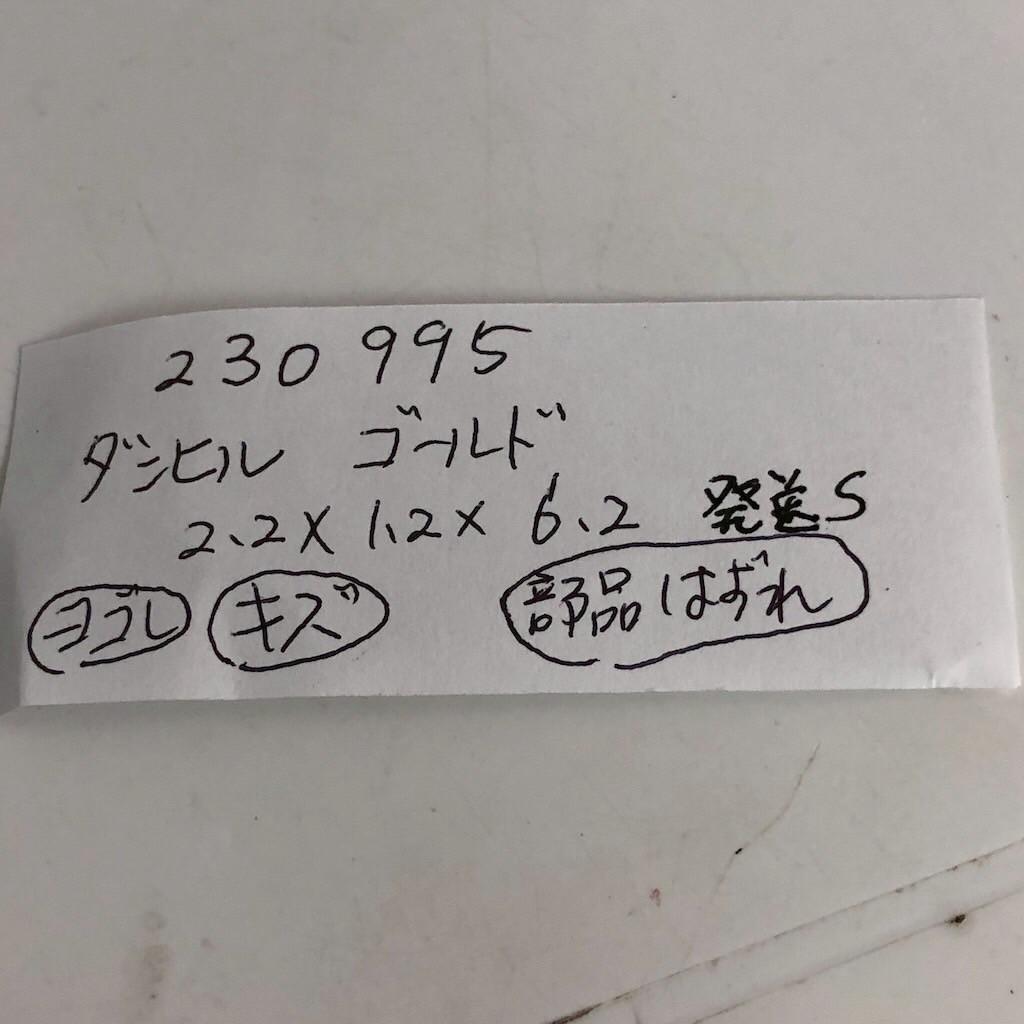 230995
ダンヒル ゴールド
2.2×1.2×6.2 発送S
ヨゴレ キズ 部品はずれ